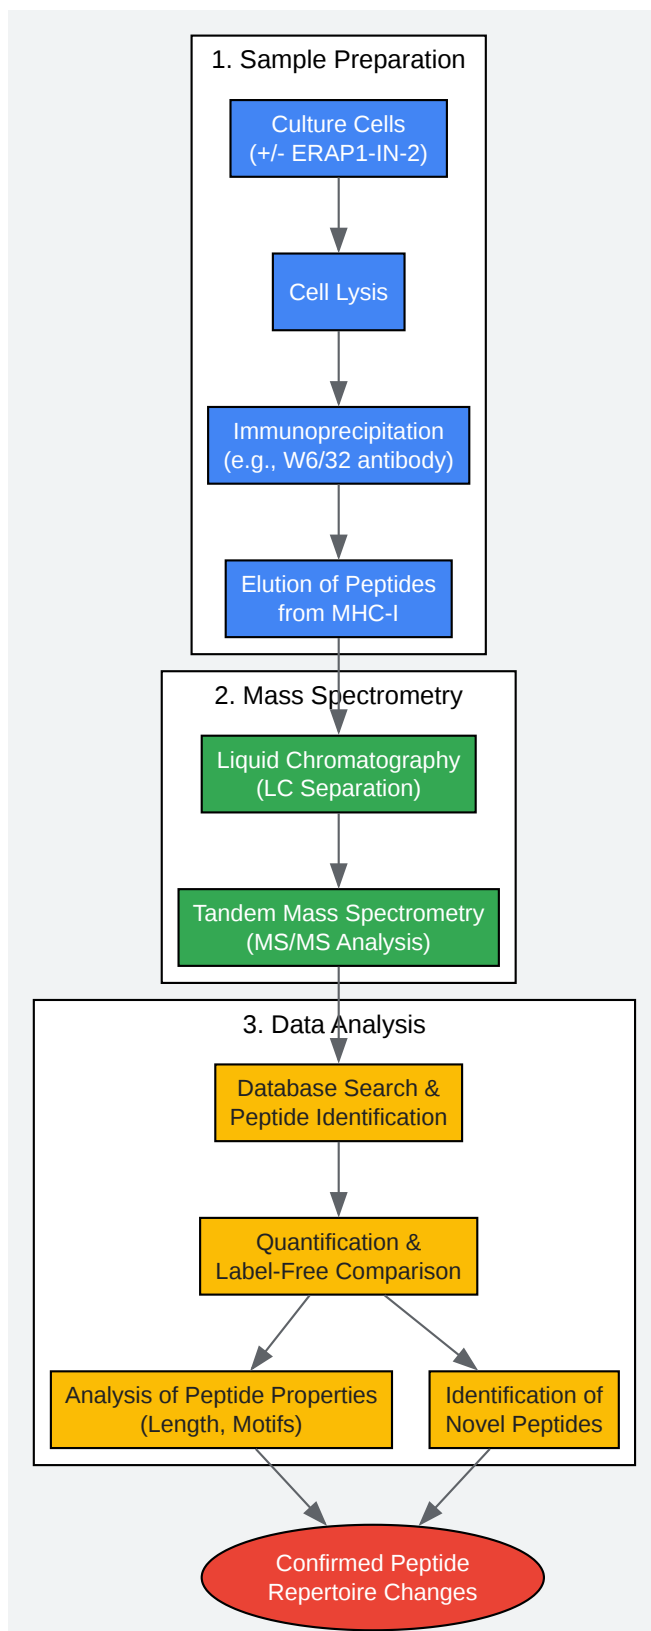 1. Sample Preparation
Culture Cells
(+/- ERAP1-IN-2)
Cell Lysis
Immunoprecipitation
(e.g., W6/32 antibody)
Elution of Peptides
from MHC-I
2. Mass Spectrometry
Liquid Chromatography
(LC Separation)
Tandem Mass Spectrometry
(MS/MS Analysis)
3. Data Analysis
Database Search &
Peptide Identification
Quantification &
Label-Free Comparison
Analysis of Peptide Properties
(Length, Motifs)
Identification of
Novel Peptides
Confirmed Peptide
Repertoire Changes